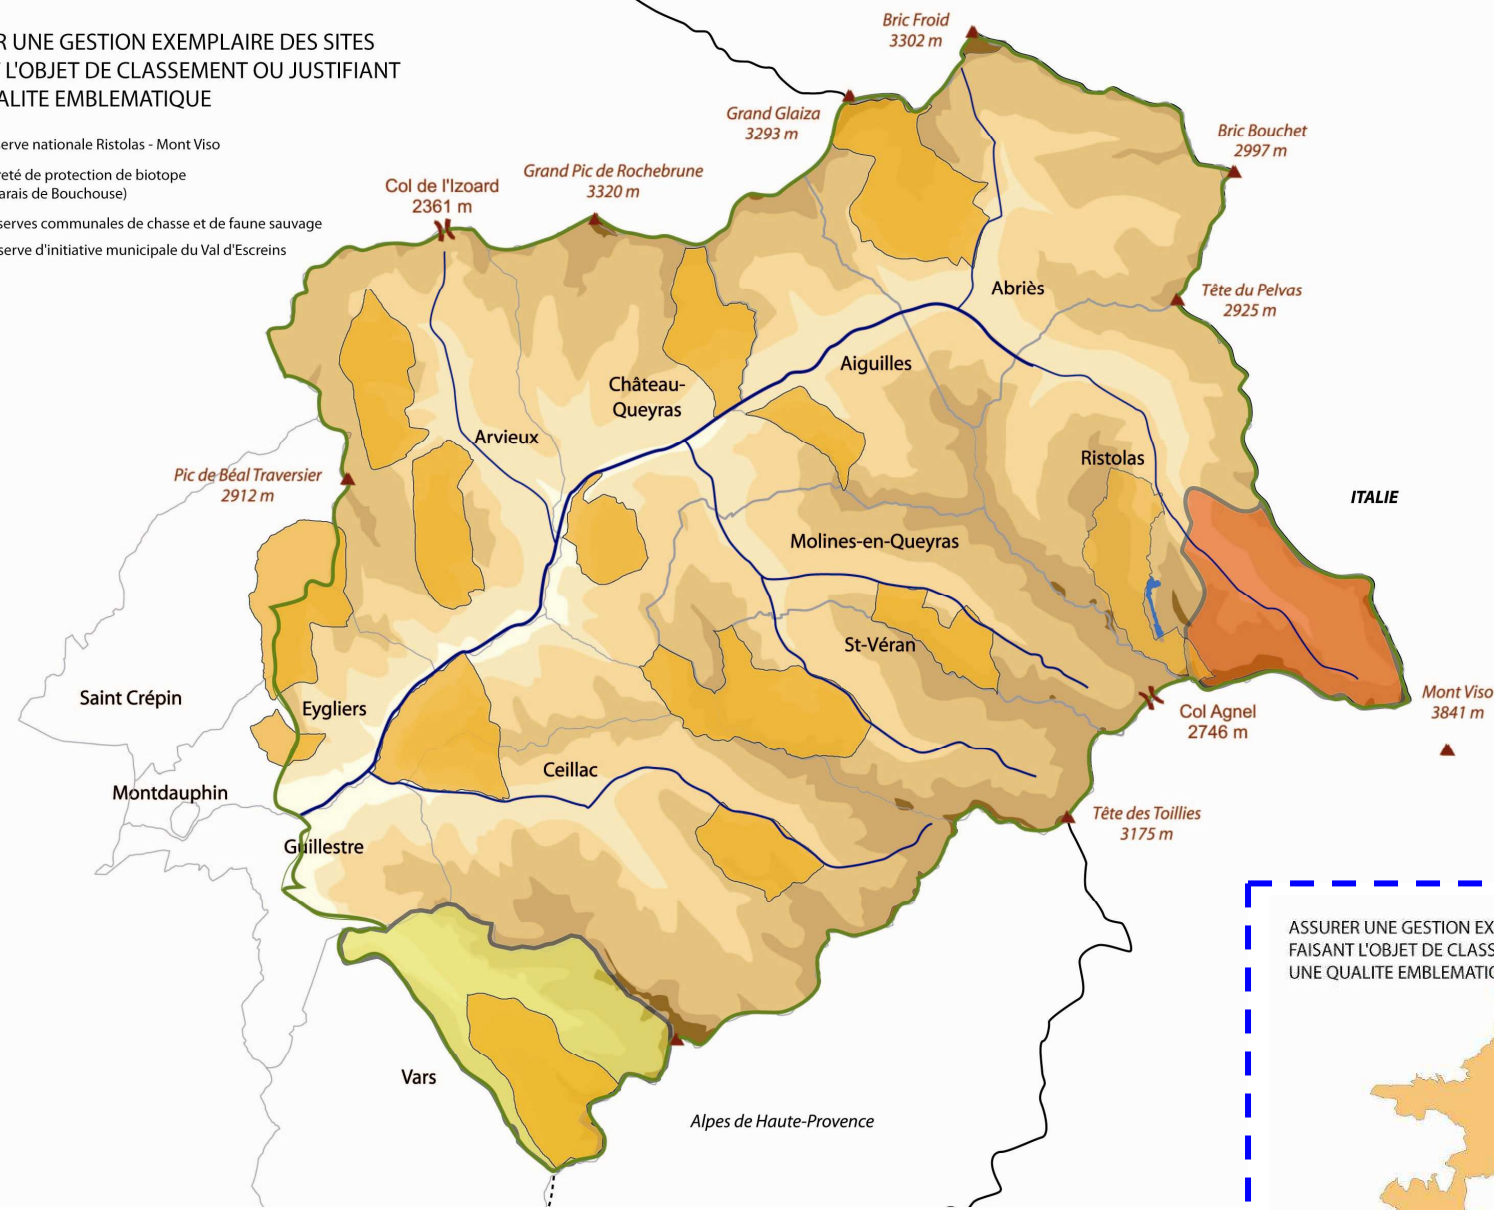 R UNE GESTION EXEMPLAIRE DES SITES
L'OBJET DE CLASSEMENT OU JUSTIFIANT
ALITE EMBLEMATIQUE
erve nationale Ristolas - Mont Viso
eté de protection de biotope
arais de Bouchouse)
serves communales de chasse et de faune sauvage
serve d'initiative municipale du Val d'Escreins
Bric Froid
3302 m
Grand Glaiza
3293 m
Bric Bouchet
2997 m
Grand Pic de Rochebrune
3320 m
Col de l'Izoard
2361 m
Abriès
Tête du Pelvas
2925 m
Aiguilles
Château-
Queyras
Arvieux
Ristolas
Pic de Béal Traversier
2912 m
ITALIE
Molines-en-Queyras
St-Véran
Saint Crépin
Eygliers
Col Agnel
2746 m
Mont Viso
3841 m
Ceillac
Montdauphin
Tête des Toillies
3175 m
Guillestre
Vars
Alpes de Haute-Provence
ASSURER UNE GESTION EX
FAISANT L'OBJET DE CLASS
UNE QUALITE EMBLEMATIQ